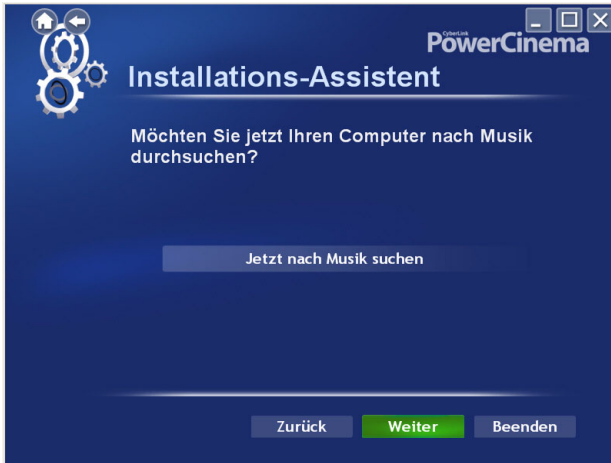 CyberLink
PowerCinema
Installations-Assistent
Möchten Sie jetzt Ihren Computer nach Musik
durchsuchen?
Jetzt nach Musik suchen
Zurück Weiter Beenden